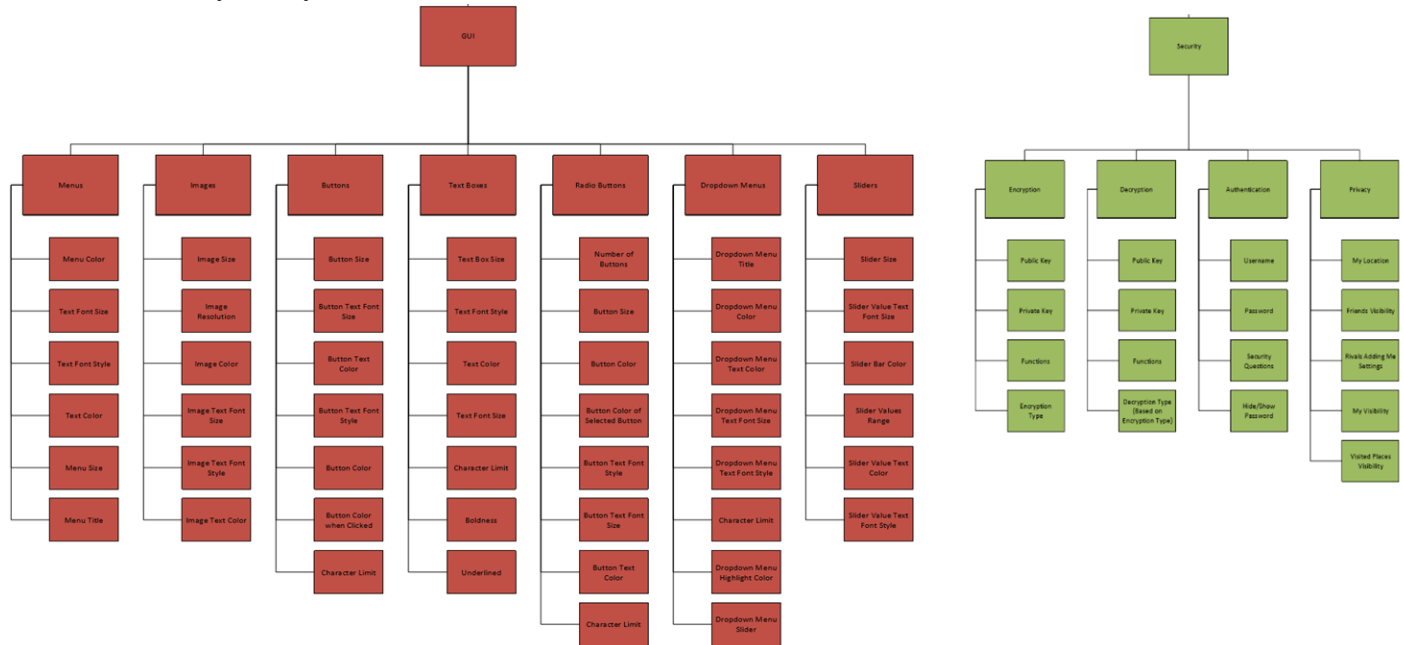 GUI
Menus
Menu Color
Text Font Size
Text Font Style
Text Color
Menu Size
Menu Title
Images
Image Size
Image
Resolution
Image Color
Image Text Font
Size
Image Text Font
Style
Image Text Color
Buttons
Button Size
Button Text Font
Size
Button Text
Color
Button Text Font
Style
Button Color
Button Color
when Clicked
Character Limit
Text Boxes
Text Box Size
Text Font Style
Text Color
Text Font Size
Character Limit
Boldness
Underlined
Radio Buttons
Number of
Buttons
Button Size
Button Color
Button Color of
Selected Button
Button Text Font
Style
Button Text Font
Size
Button Text
Color
Character Limit
Dropdown Menus
Dropdown Menu
Title
Dropdown Menu
Color
Dropdown Menu
Text Color
Dropdown Menu
Text Font Size
Dropdown Menu
Text Font Style
Character Limit
Dropdown Menu
Highlight Color
Dropdown Menu
Slider
Sliders
Slider Size
Slider Value Text
Font Size
Slider Bar Color
Slider Values
Range
Slider Value Text
Color
Slider Value Text
Font Style
Security
Encryption
Public Key
Private Key
Functions
Encryption
Type
Decryption
Public Key
Private Key
Functions
Decryption Type
(Based on
Encryption Type)
Authentication
Username
Password
Security
Questions
Hide/Show
Password
Privacy
My Location
Friends Visibility
Rivals Adding Me
Settings
My Visibility
Visited Places
Visibility